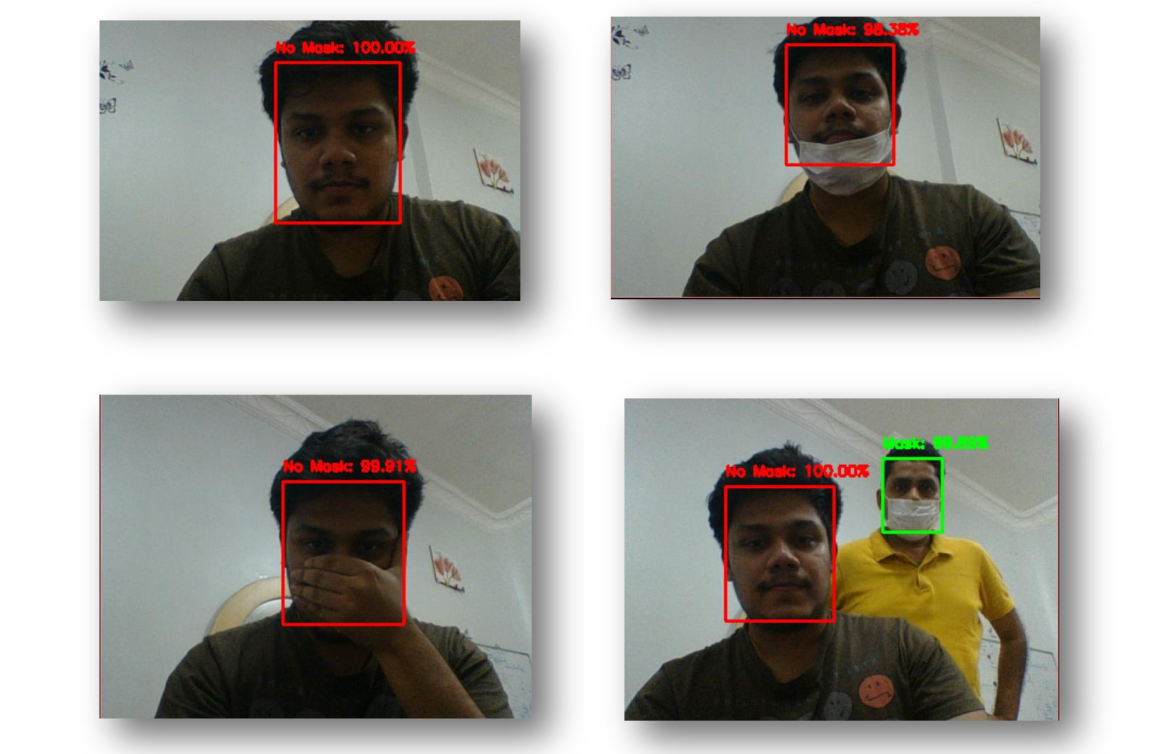 No Mask: 100.00%
No Mask: 98.38%
No Mask: 99.91%
No Mask: 100.00%
Mask: